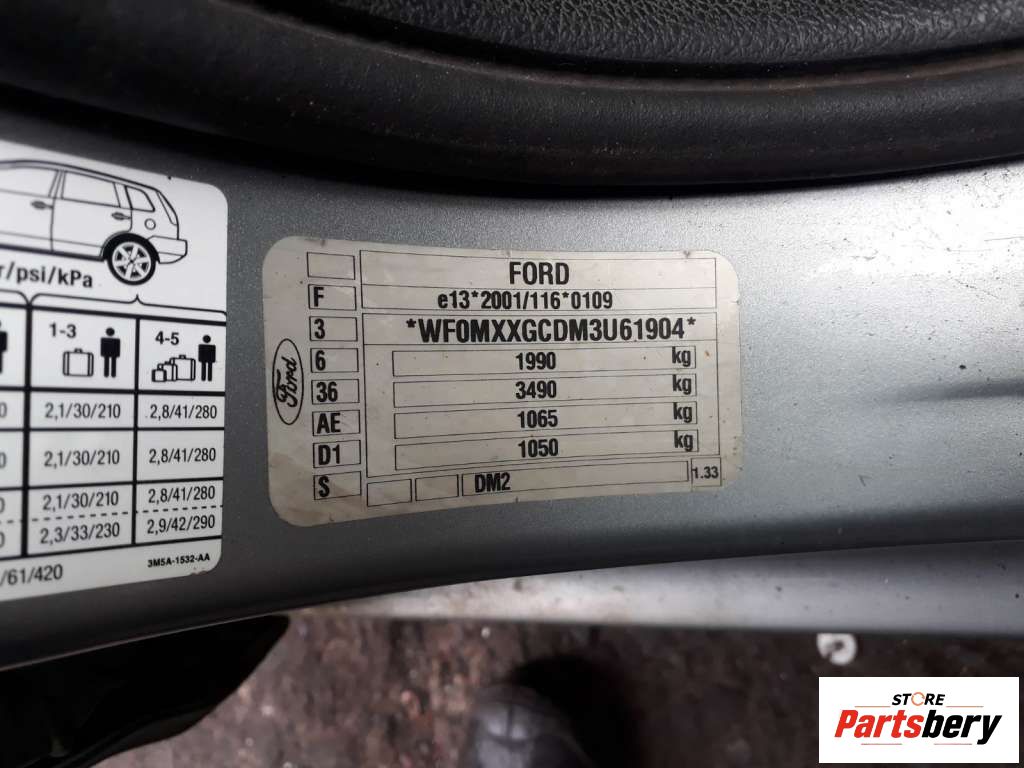 r/psi/kPa
1-3
4-5
2,1/30/210 2,8/41/280
2,1/30/210 2,8/41/280
2,1/30/210 2,8/41/280
2,3/33/230 2,9/42/290
3M5A-1532-AA
/61/420
Ford
FORD
F e13*2001/116*0109
3 *WF0MXXGCDM3U61904*
6 1990 kg
36 3490 kg
AE 1065 kg
D1 1050 kg
S DM2 1.33
STORE
Partsbery